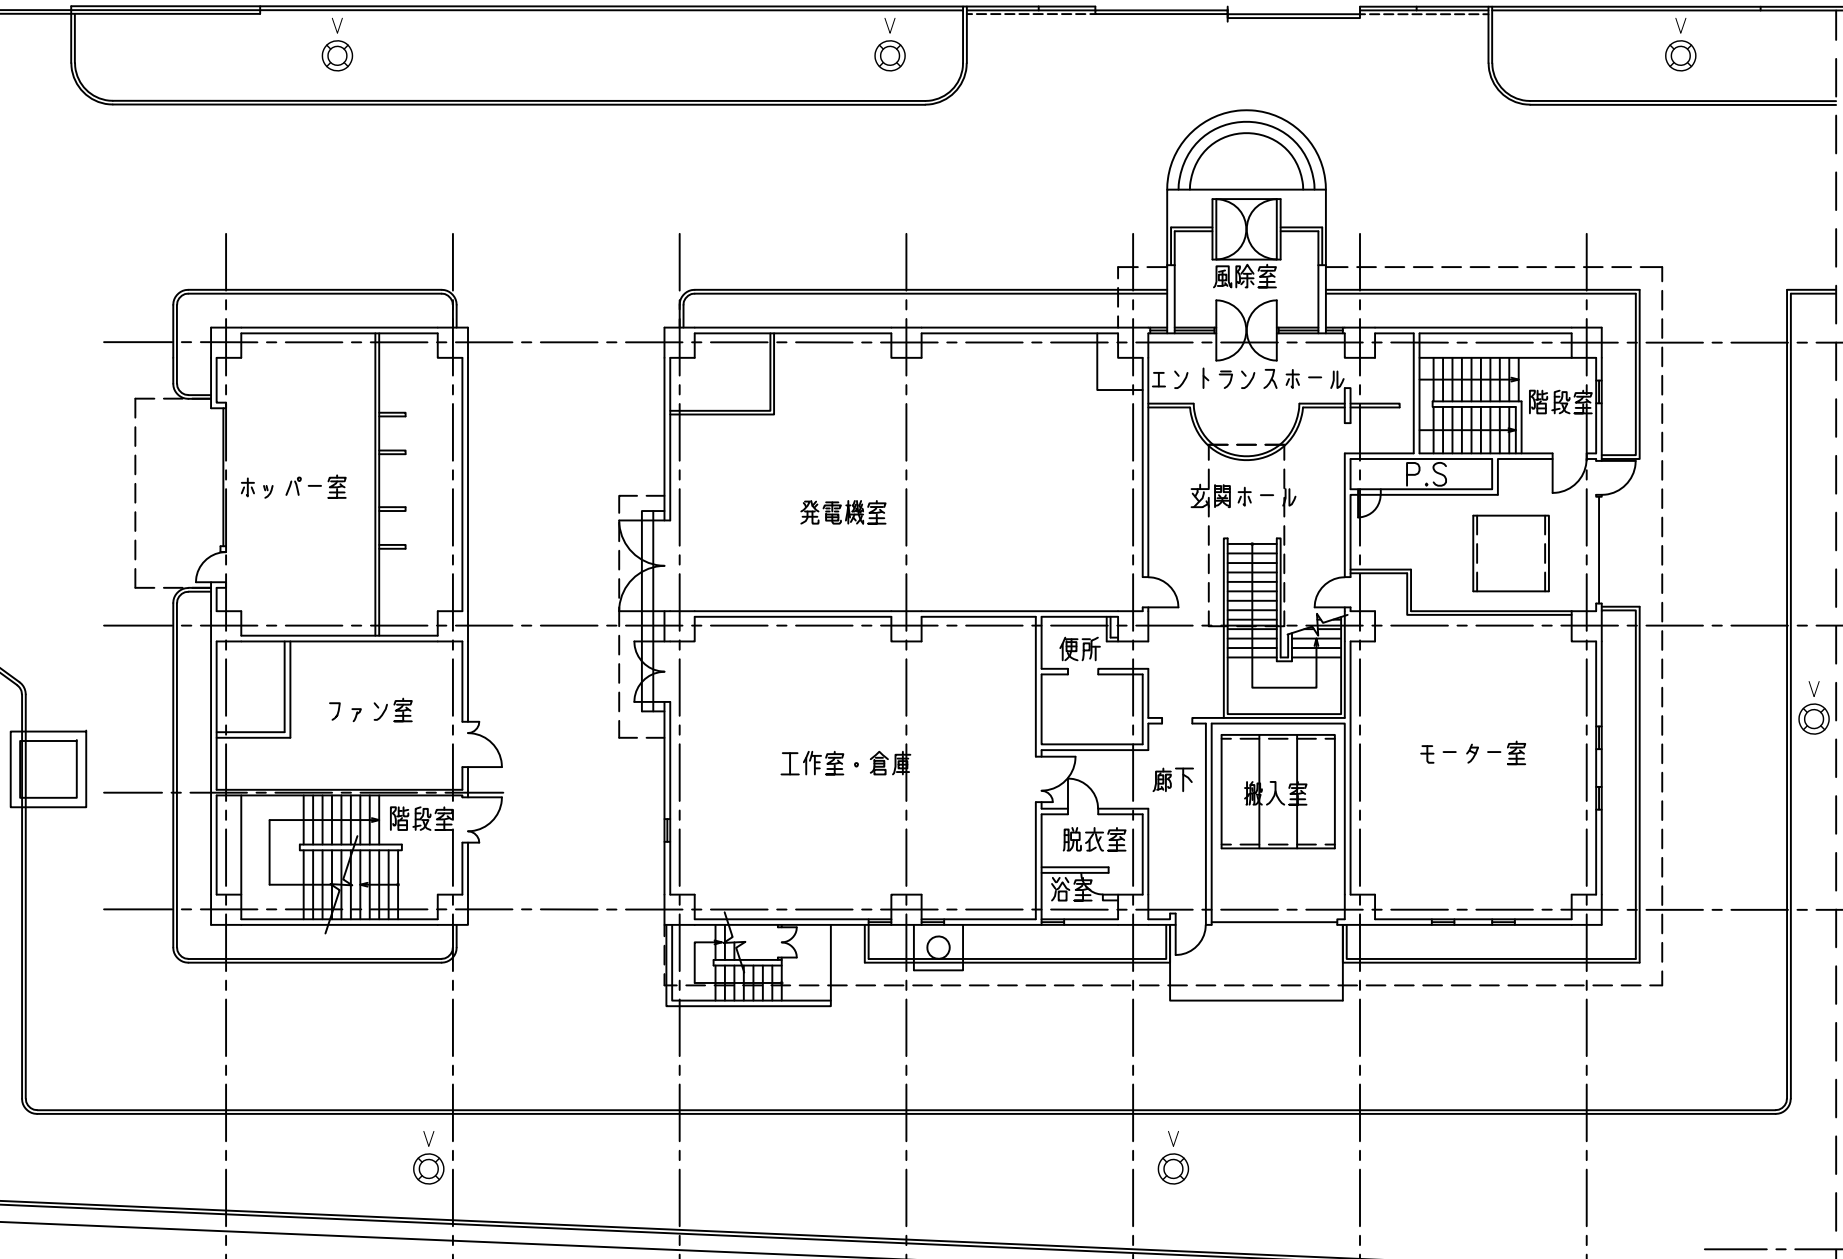 V
V
V
風除室
エントランスホール
階段室
P.S
ホッパー室
玄関ホール
発電機室
便所
V
ファン室
モーター室
工作室・倉庫
廊下
搬入室
階段室
脱衣室
浴室
V
V